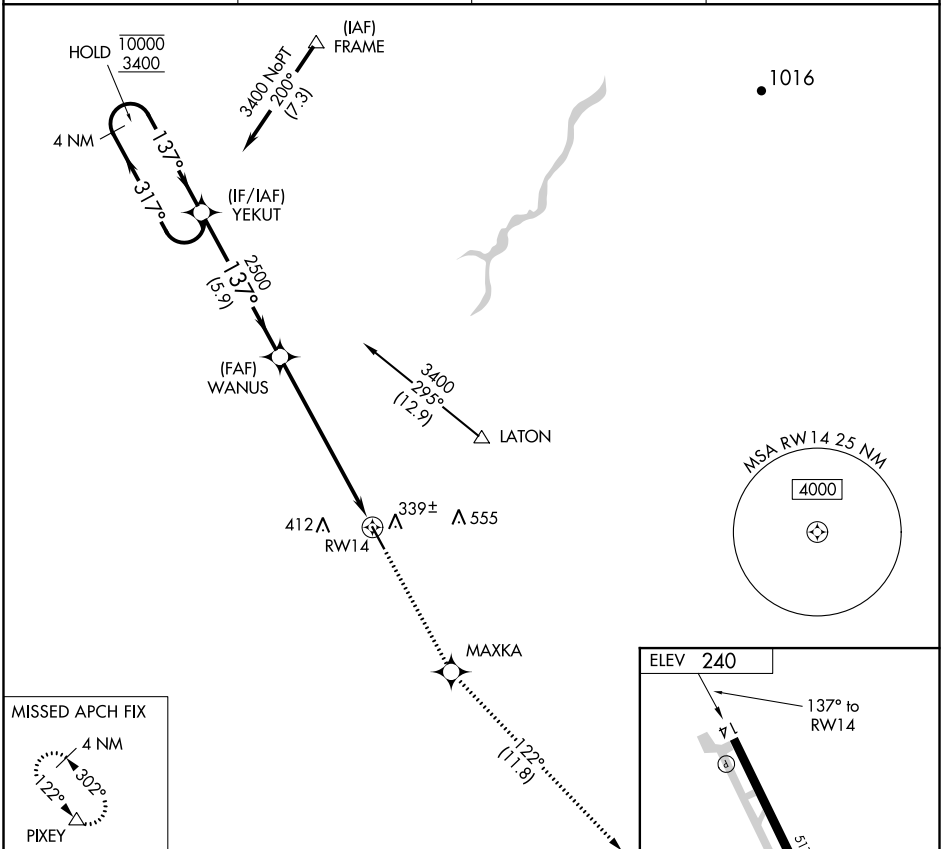 (IAF)
FRAME
HOLD 10000
3400
3400 NoPT
200°
(7.3)
1016
4 NM
137°
317°
(IF/IAF)
YEKUT
2500
137°
(5.9)
(FAF)
WANUS
3400
295°
(12.9)
LATON
MSA RW14 25 NM
4000
412
339±
555
RW14
MAXKA
122°
(11.8)
ELEV 240
137° to
RW14
14
P
MISSED APCH FIX
4 NM
302°
122°
PIXEY